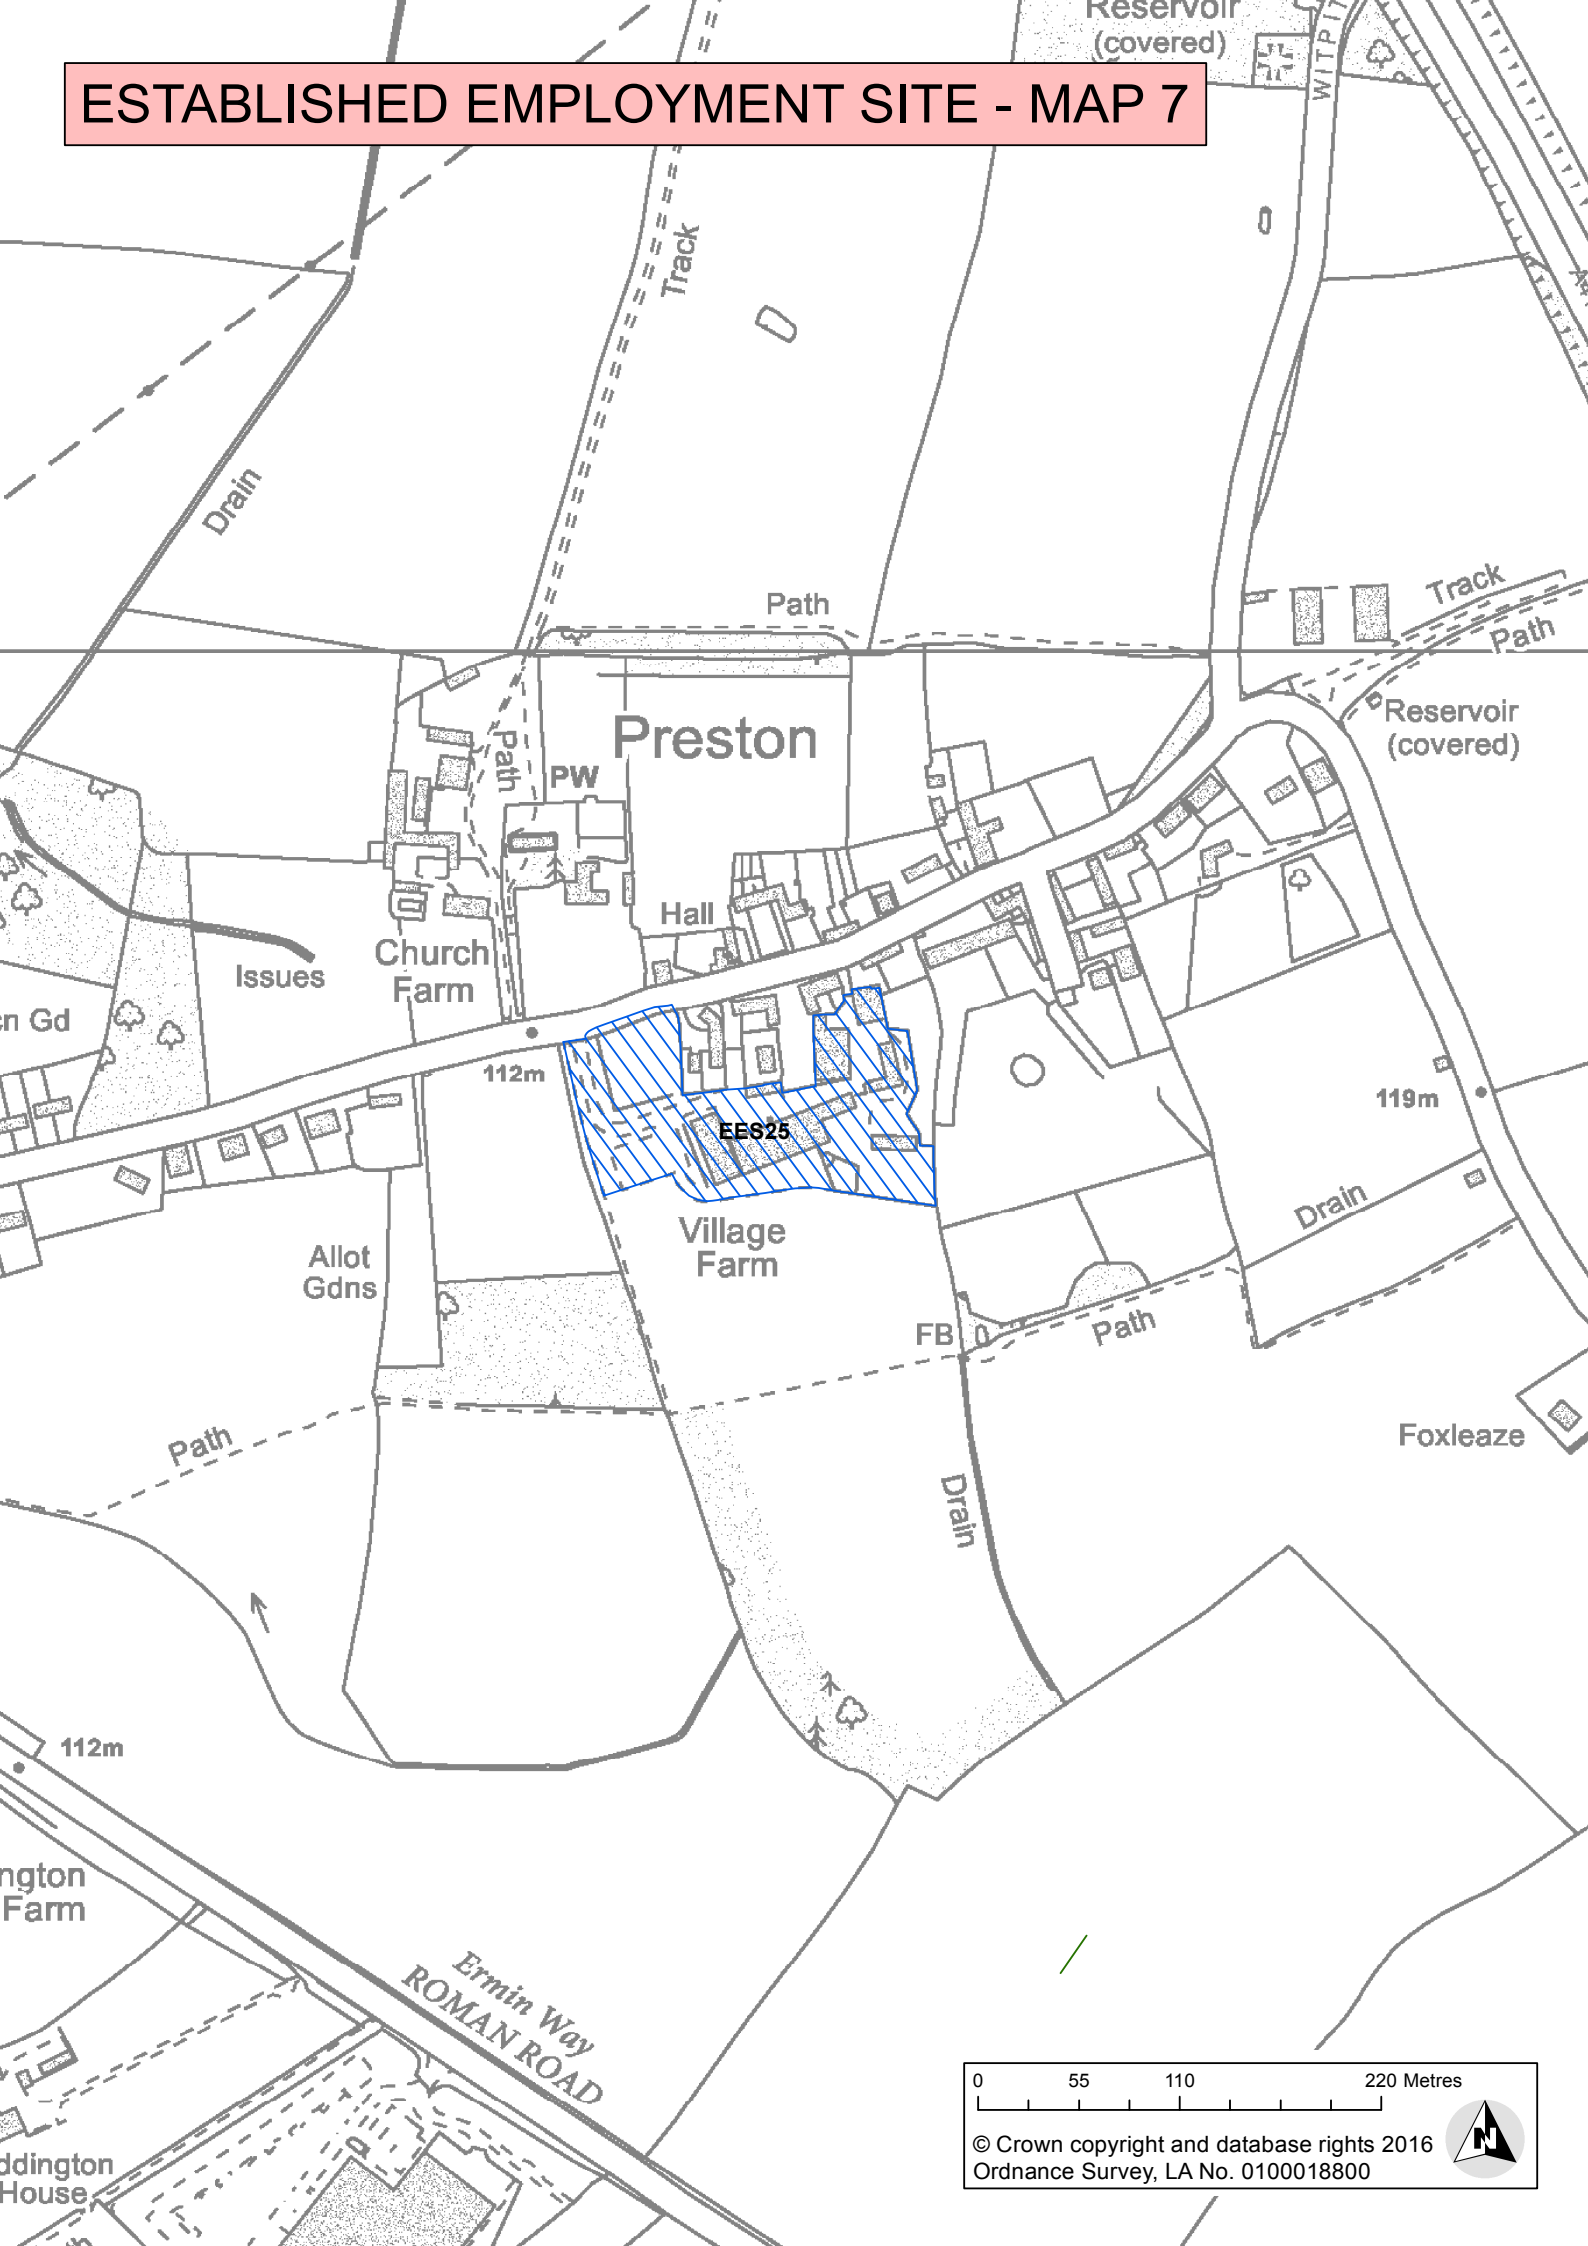 Reservoir
(covered)
ESTABLISHED EMPLOYMENT SITE - MAP 7
Track
Drain
Path
Track
Path
Preston
Reservoir
(covered)
Path
PW
Hall
Church
Farm
Issues
Gd
112m
119m
EES25
Village
Farm
Drain
Allot
Gdns
FB
Path
Path
Foxleaze
Drain
112m
Farm
Ermin Way
ROMAN ROAD
House
0 55 110 220 Metres
N
© Crown copyright and database rights 2016
Ordnance Survey, LA No. 0100018800